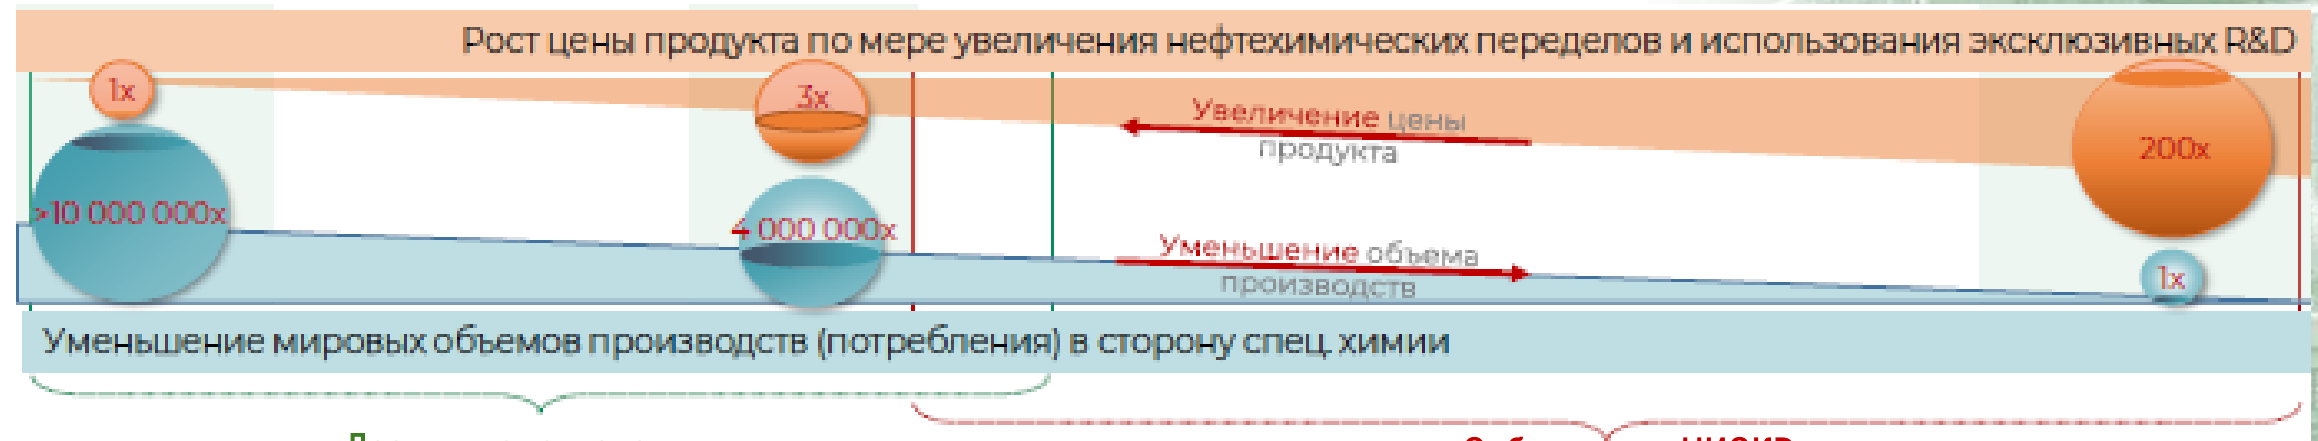 Рост цены продукта по мере увеличения нефтехимических переделов и использования эксклюзивных R&D
1x
3x
200x
Увеличение цены
продукта
>10 000 000x
4 000 000x
1x
Уменьшение объема
производств
Уменьшение мировых объемов производств (потребления) в сторону спец. химии